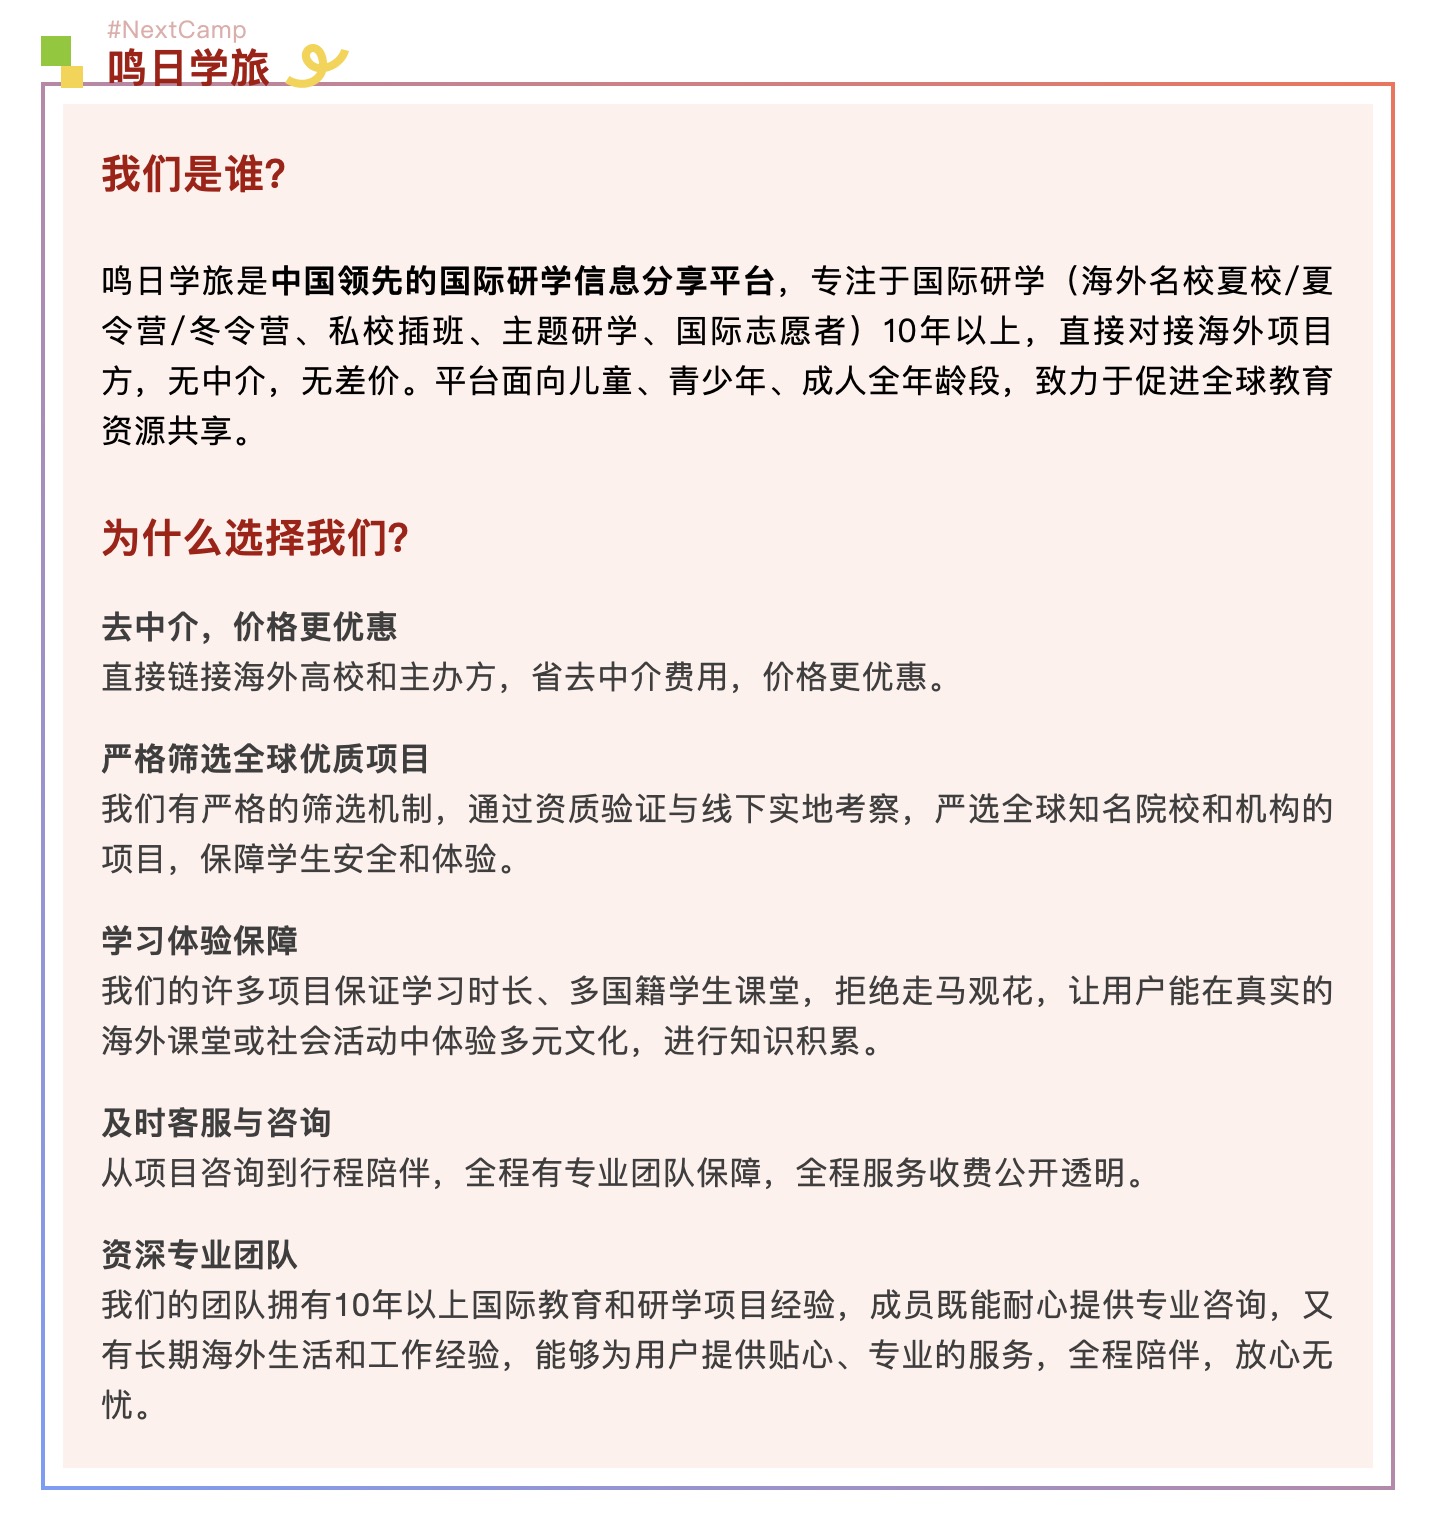 #NextCamp
鸣日学旅
我们是谁?
鸣日学旅是中国领先的国际研学信息分享平台，专注于国际研学（海外名校夏校/夏
令营/冬令营、私校插班、主题研学、国际志愿者）10年以上，直接对接海外项目
方，无中介，无差价。平台面向儿童、青少年、成人全年龄段，致力于促进全球教育
资源共享。
为什么选择我们?
去中介，价格更优惠
直接链接海外高校和主办方，省去中介费用，价格更优惠。
严格筛选全球优质项目
我们有严格的筛选机制，通过资质验证与线下实地考察，严选全球知名院校和机构的
项目，保障学生安全和体验。
学习体验保障
我们的许多项目保证学习时长、多国籍学生课堂，拒绝走马观花，让用户能在真实的
海外课堂或社会活动中体验多元文化，进行知识积累。
及时客服与咨询
从项目咨询到行程陪伴，全程有专业团队保障，全程服务收费公开透明。
资深专业团队
我们的团队拥有10年以上国际教育和研学项目经验，成员既能耐心提供专业咨询，又
有长期海外生活和工作经验，能够为用户提供贴心、专业的服务，全程陪伴，放心无
忧。